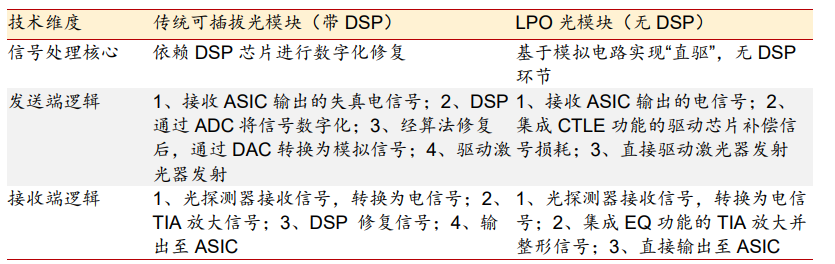 技术维度 传统可插拔光模块（带 DSP） LPO 光模块（无 DSP）
信号处理核心 依赖 DSP 芯片进行数字化修复 基于模拟电路实现“直驱”，无 DSP
环节
发送端逻辑 1、接收 ASIC 输出的失真电信号；2、DSP 1、接收 ASIC 输出的电信号；2、
通过 ADC 将信号数字化；3、经算法修复 集成 CTLE 功能的驱动芯片补偿信
后，通过 DAC 转换为模拟信号；4、驱动激 号损耗；3、直接驱动激光器发射
光器发射
接收端逻辑 1、光探测器接收信号，转换为电信号；2、 1、光探测器接收信号，转换为电信
TIA 放大信号；3、DSP 修复信号；4、输 号；2、集成 EQ 功能的 TIA 放大并
出至 ASIC 整形信号；3、直接输出至 ASIC